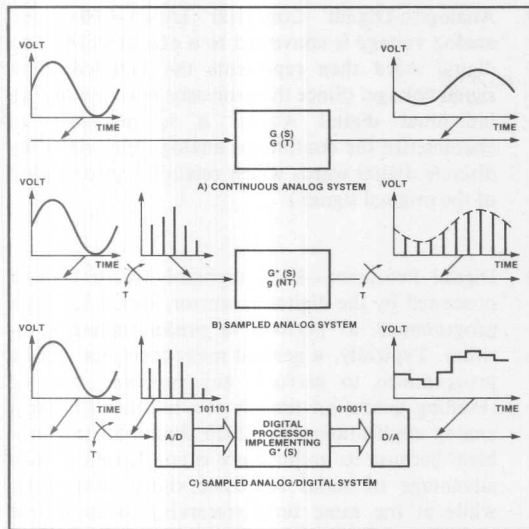 VOLT
VOLT
TIME
TIME
G (S)
G (T)
A) CONTINUOUS ANALOG SYSTEM
VOLT
VOLT
TIME
TIME
T
G* (S)
g (NT)
T
B) SAMPLED ANALOG SYSTEM
VOLT
VOLT
TIME
TIME
T
101101
010011
A/D
DIGITAL
PROCESSOR
IMPLEMENTING
G* (S)
D/A
C) SAMPLED ANALOG/DIGITAL SYSTEM